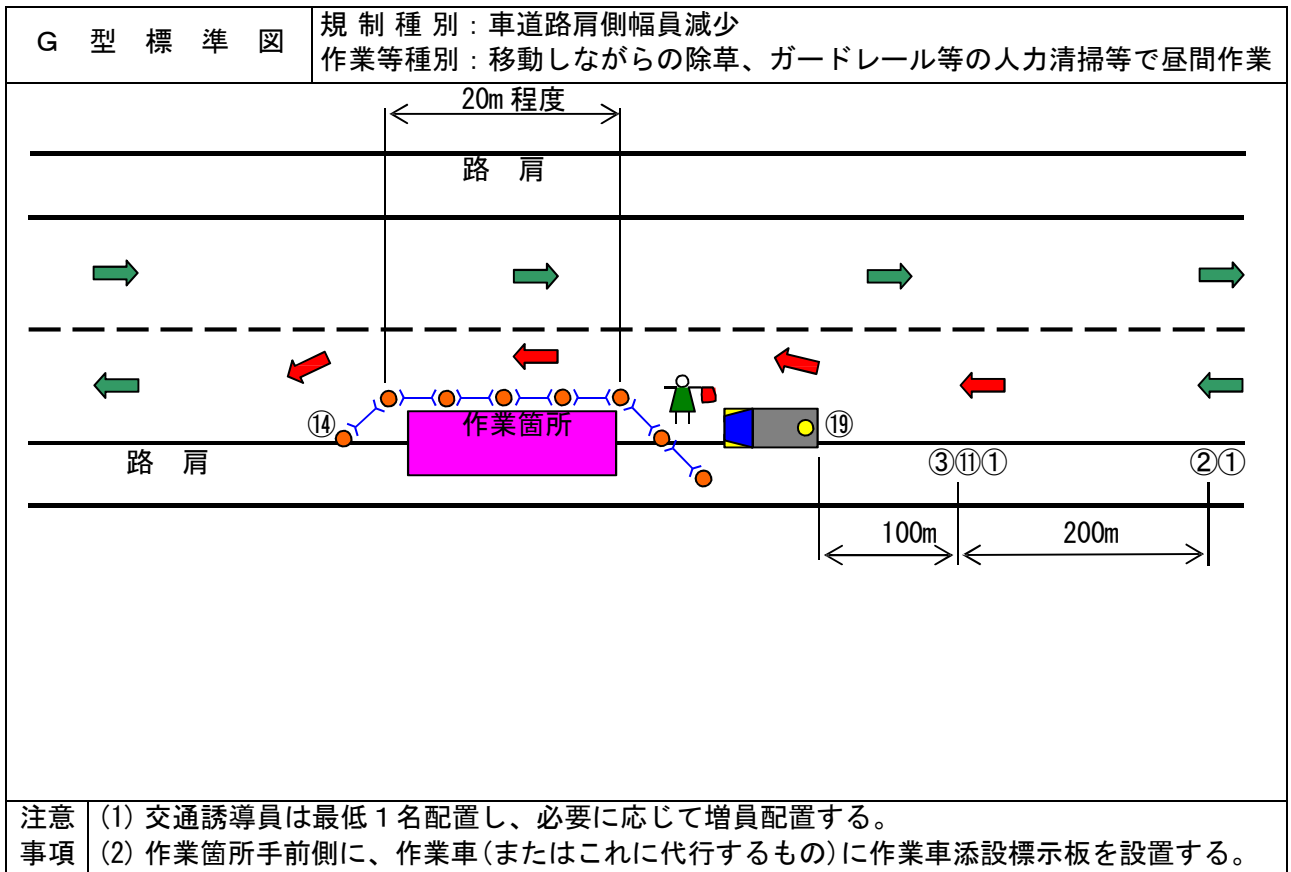 G 型 標 準 図
規 制 種 別：車道路肩側幅員減少
作業等種別：移動しながらの除草、ガードレール等の人力清掃等で昼間作業
20m 程度
路 肩
⑭
作業箇所
⑲
路 肩
③⑪①
②①
100m
200m
注意
事項
(1) 交通誘導員は最低１名配置し、必要に応じて増員配置する。
(2) 作業箇所手前側に、作業車(またはこれに代行するもの)に作業車添設標示板を設置する。